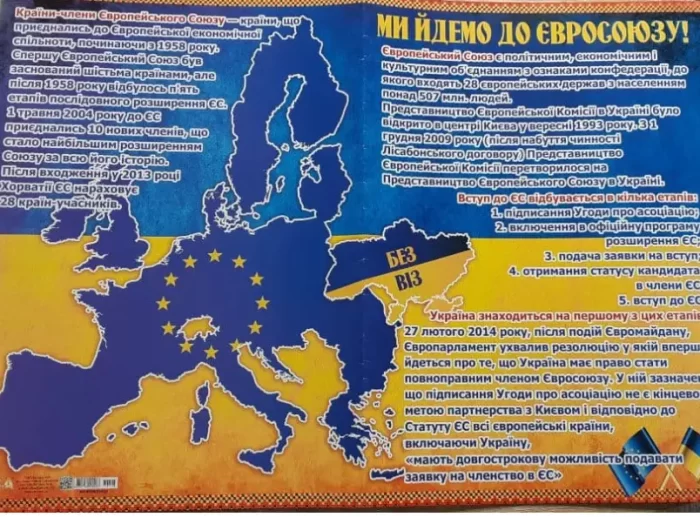 Країни-члени Європейського Союзу — країни, що
приєднались до Європейської економічної
спільноти, починаючи з 1958 року.
Спершу Європейський Союз був
заснований шістьма країнами, але
після 1958 року відбулось п'ять
етапів послідовного розширення ЄС.
1 травня 2004 року до ЄС
приєднались 10 нових членів, що
стало найбільшим розширенням
Союзу за всю його історію.
Після входження у 2013 році
Хорватії ЄС нараховує
28 країн-учасників.
МИ ЙДЕМО ДО ЄВРОСОЮЗУ!
Європейський Союз є політичним, економічним і
культурним об'єднанням з ознаками конфедерації, до
якого входять 28 європейських держав з населенням
понад 507 млн. людей.
Представництво Європейської Комісії в Україні було
відкрито в центрі Києва у вересні 1993 року. З 1
грудня 2009 року (після набуття чинності
Лісабонського договору) Представництво
Європейської Комісії перетворилося на
Представництво Європейського Союзу в Україні.
Вступ до ЄС відбувається в кілька етапів:
1. підписання Угоди про асоціацію
2. включення в офіційну програму
розширення ЄС
3. подача заявки на вступ
4. отримання статусу кандидата
в члени ЄС
5. вступ до ЄС
Україна знаходиться на першому з цих етапів
27 лютого 2014 року, після подій Євромайдану,
Європарламент ухвалив резолюцію у якій вперш
йдеться про те, що Україна має право стати
повноправним членом Євросоюзу. У ній зазначен
що підписання Угоди про асоціацію не є кінцево
метою партнерства з Києвом і відповідно до
Статуту ЄС всі європейські країни,
включаючи Україну,
«мають довгострокову можливість подавати
заявку на членство в ЄС»
БЕЗ
ВІЗ